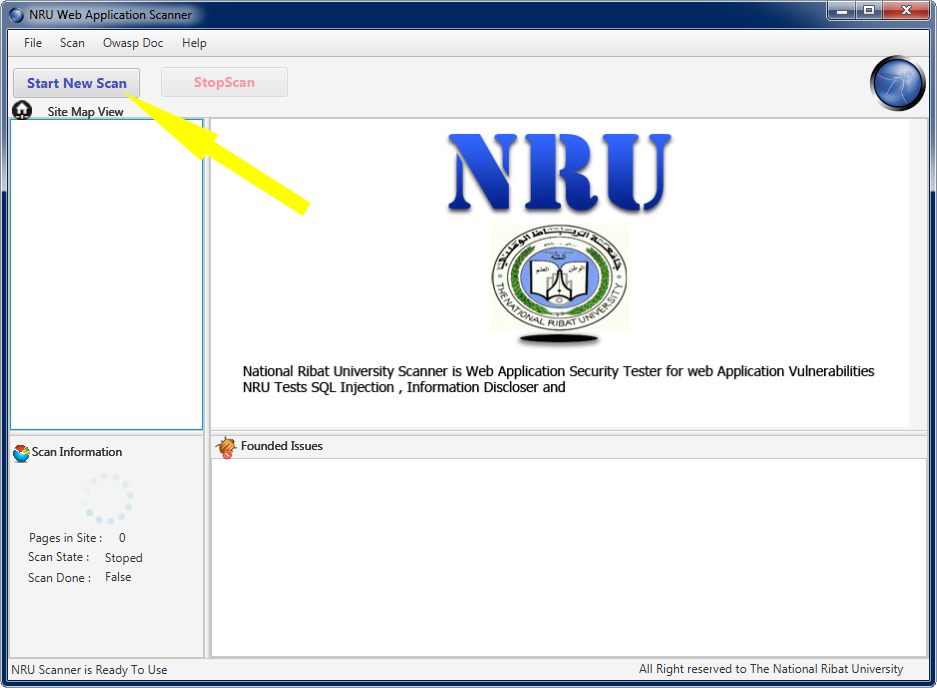 NRU Web Application Scanner
File Scan Owasp Doc Help
Start New Scan StopScan
Site Map View
NRU
جامعة الرباط الوطني
العلم الوطن
THE NATIONAL RIBAT UNIVERSITY
National Ribat University Scanner is Web Application Security Tester for web Application Vulnerabilities
NRU Tests SQL Injection , Information Discloser and
Founded Issues
Scan Information
Pages in Site : 0
Scan State : Stoped
Scan Done : False
NRU Scanner is Ready To Use
All Right reserved to The National Ribat University